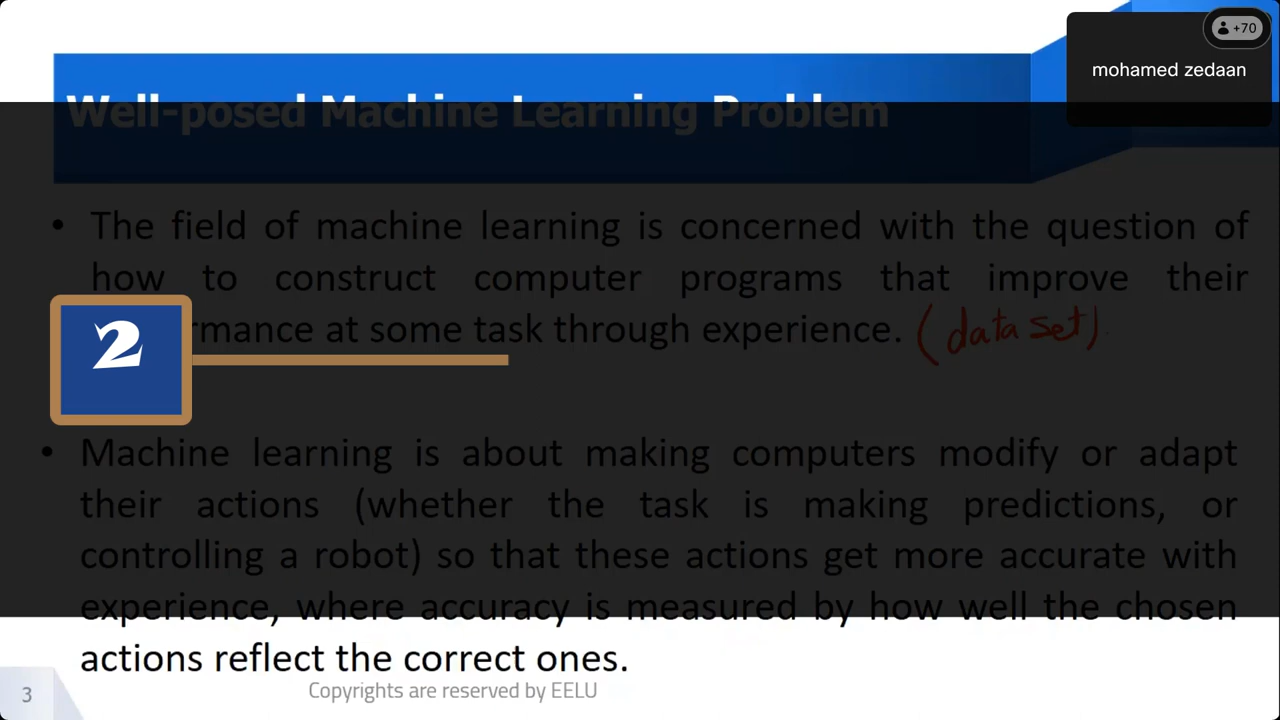 +70
mohamed zedaan
Well-posed Machine Learning Problem
• The field of machine learning is concerned with the question of
how to construct computer programs that improve their
rmance at some task through experience. (data set)
2
• Machine learning is about making computers modify or adapt
their actions (whether the task is making predictions, or
controlling a robot) so that these actions get more accurate with
experience, where accuracy is measured by how well the chosen
actions reflect the correct ones.
3
Copyrights are reserved by EELU